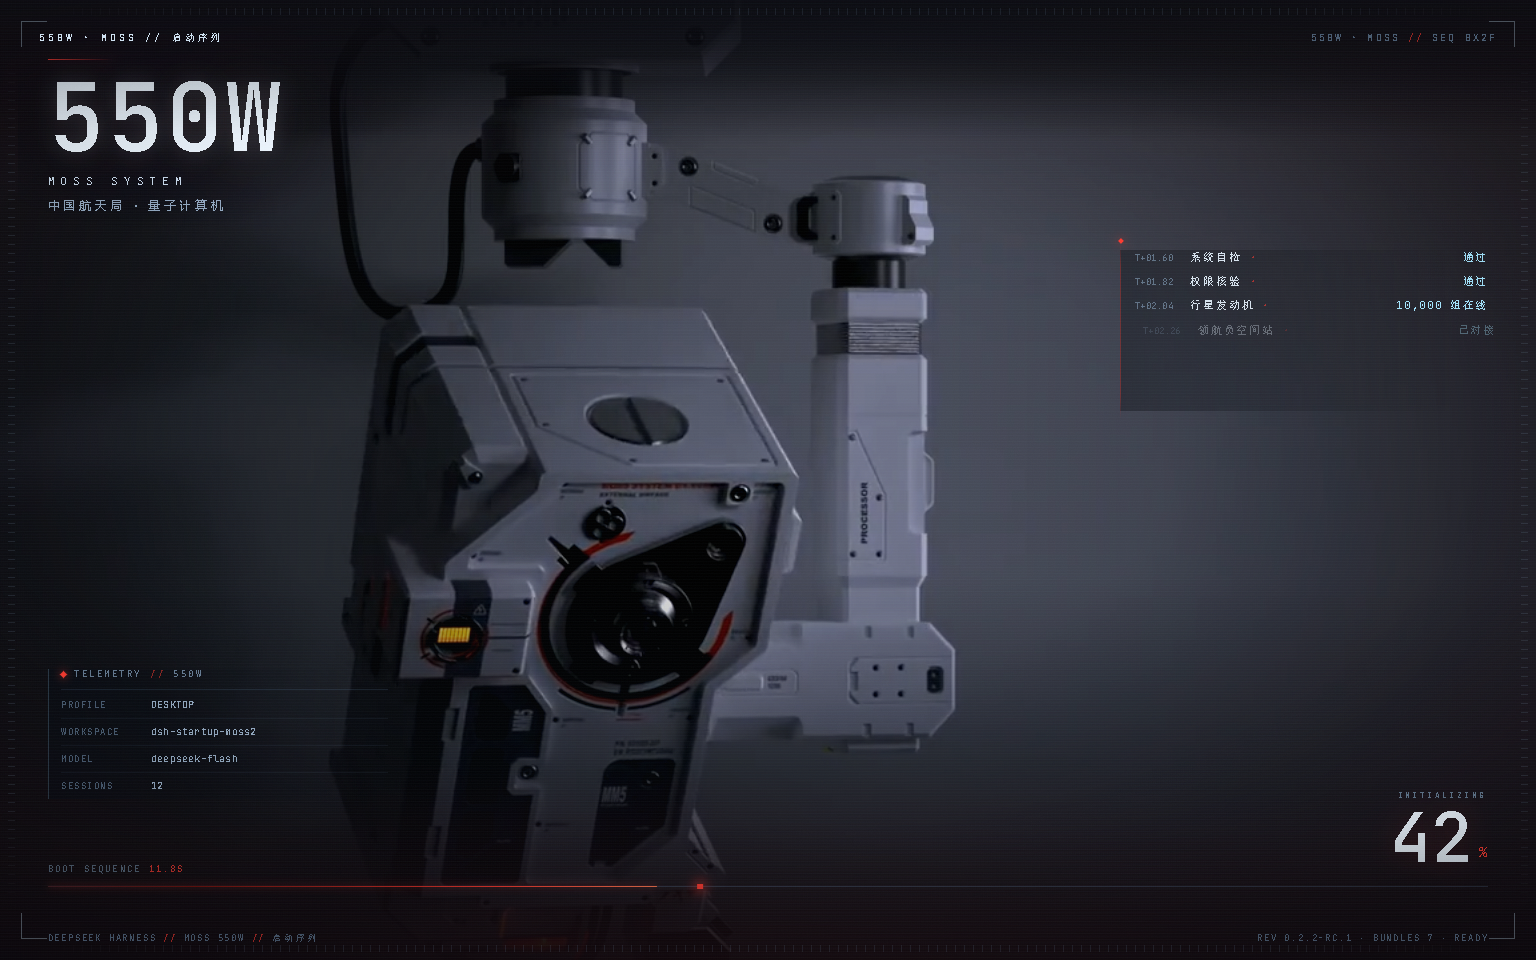 550W · MOSS // 启动序列
550W · MOSS // SEQ 0X2F
550W
MOSS SYSTEM
中国航天局 · 量子计算机
T+01.60 系统自检 · 通过
T+01.82 权限核验 · 通过
T+02.04 行星发动机 · 10,000 组在线
T+02.26 领航员空间站 · 已对接
EXTERNAL
PROCESSOR
MM5
MM5
TELEMETRY // 550W
PROFILE DESKTOP
WORKSPACE dsh-startup-moss2
MODEL deepseek-flash
SESSIONS 12
INITIALIZING
42 %
BOOT SEQUENCE 11.8S
DEEPSEEK HARNESS // MOSS 550W // 启动序列
REV 0.2.2-RC.1 · BUNDLES 7 · READY